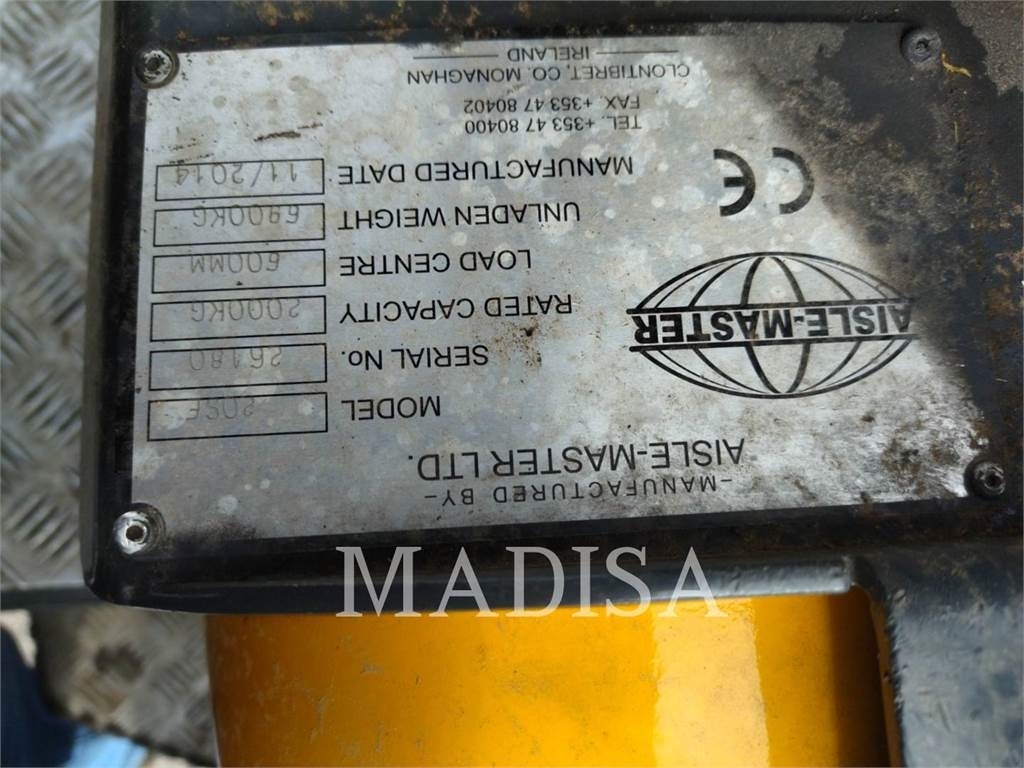 -MANUFACTURED BY-
AISLE-MASTER LTD.
AISLE-MASTER
CE
MODEL 20SE
SERIAL No. 26180
RATED CAPACITY 2000KG
LOAD CENTRE 600MM
UNLADEN WEIGHT 6900KG
MANUFACTURED DATE 11/2014
TEL. +353 47 80400
FAX. +353 47 80402
CLONTIBRET, CO. MONAGHAN
IRELAND
MADISA